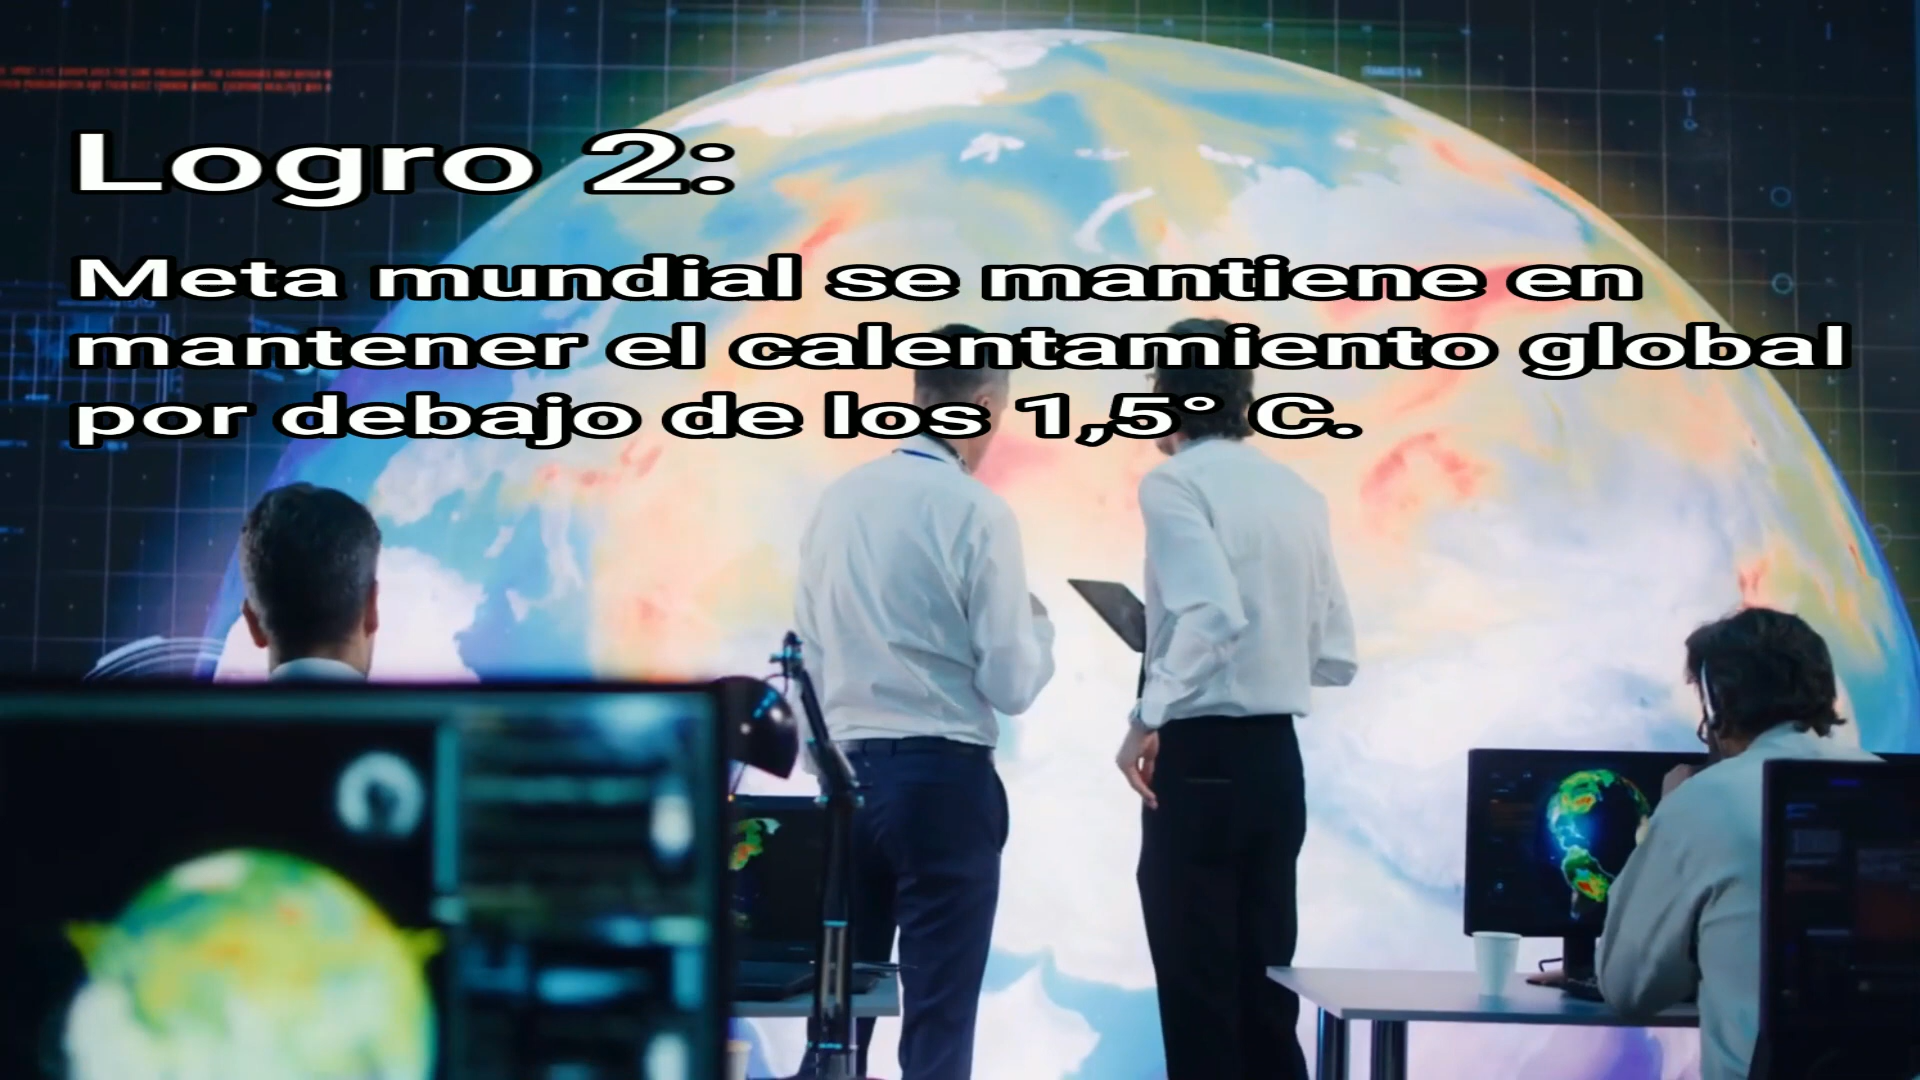 Logro 2:
Meta mundial se mantiene en
mantener el calentamiento global
por debajo de los 1,5° C.